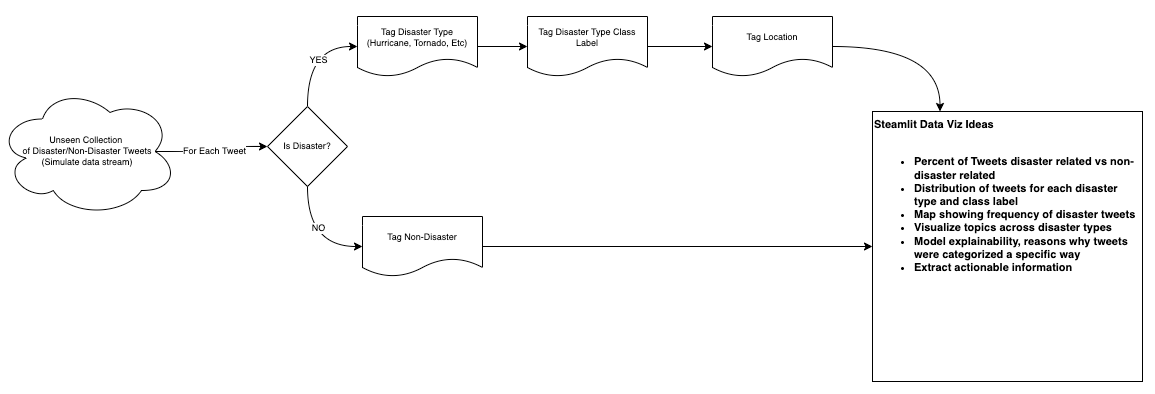 Unseen Collection
of Disaster/Non-Disaster Tweets
(Simulate data stream)
For Each Tweet
Is Disaster?
YES
Tag Disaster Type
(Hurricane, Tornado, Etc)
Tag Disaster Type Class
Label
Tag Location
NO
Tag Non-Disaster
Steamlit Data Viz Ideas
• Percent of Tweets disaster related vs non-
disaster related
• Distribution of tweets for each disaster
type and class label
• Map showing frequency of disaster tweets
• Visualize topics across disaster types
• Model explainability, reasons why tweets
were categorized a specific way
• Extract actionable information